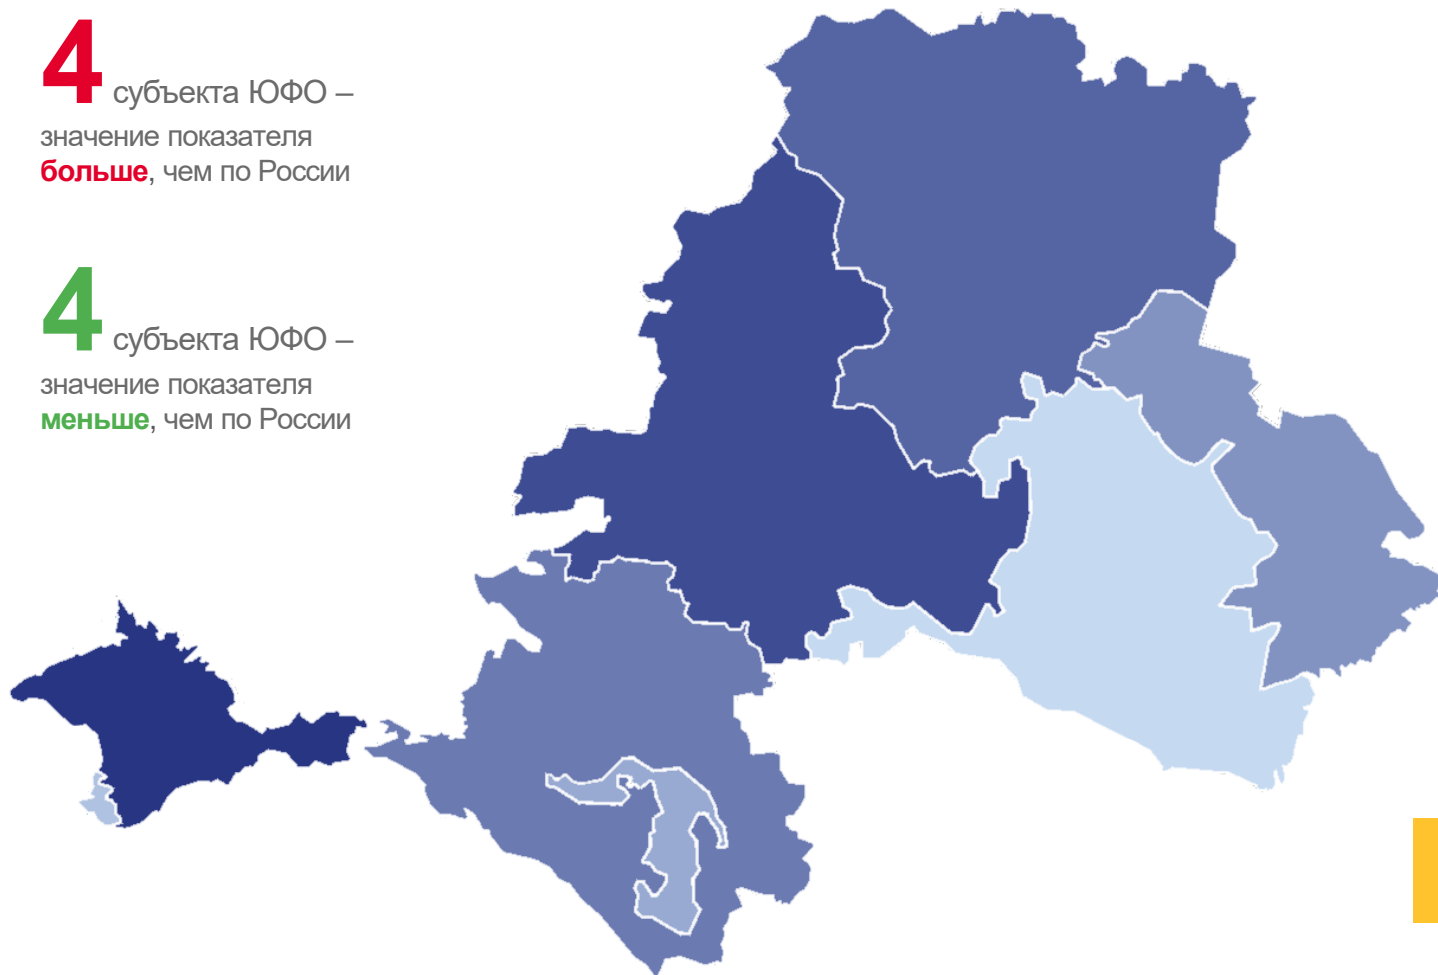 4 субъекта ЮФО –
значение показателя
больше, чем по России
4 субъекта ЮФО –
значение показателя
меньше, чем по России